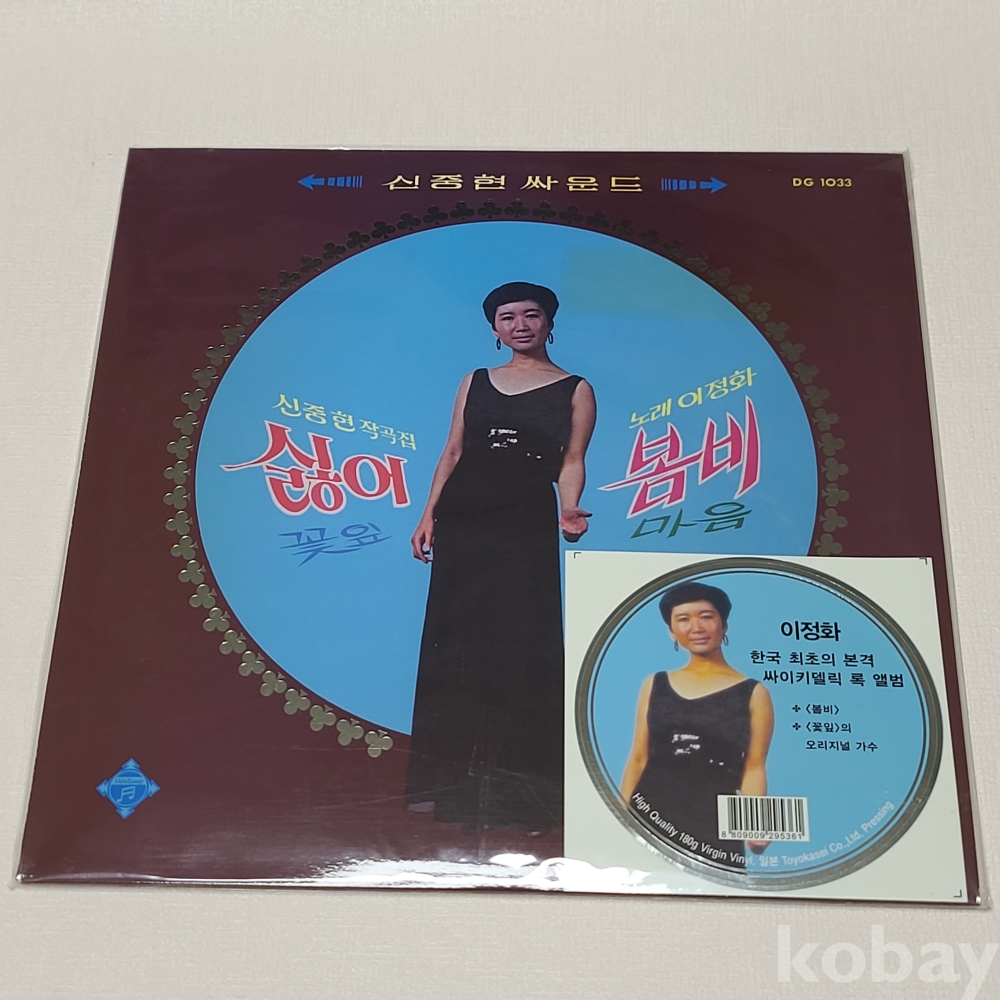 신중현 싸운드
DG 1033
신중현 작곡집
싫어
꽃잎
노래 이정화
봄비
마음
이정화
한국 최초의 본격
싸이키델릭 록 앨범
✤ 〈봄비〉
✤ 〈꽃잎〉의
오리지널 가수
8 809009 295361
High Quality 180g Virgin Vinyl, 일본 Toyokasei Co.,Ltd. Pressing
kobay